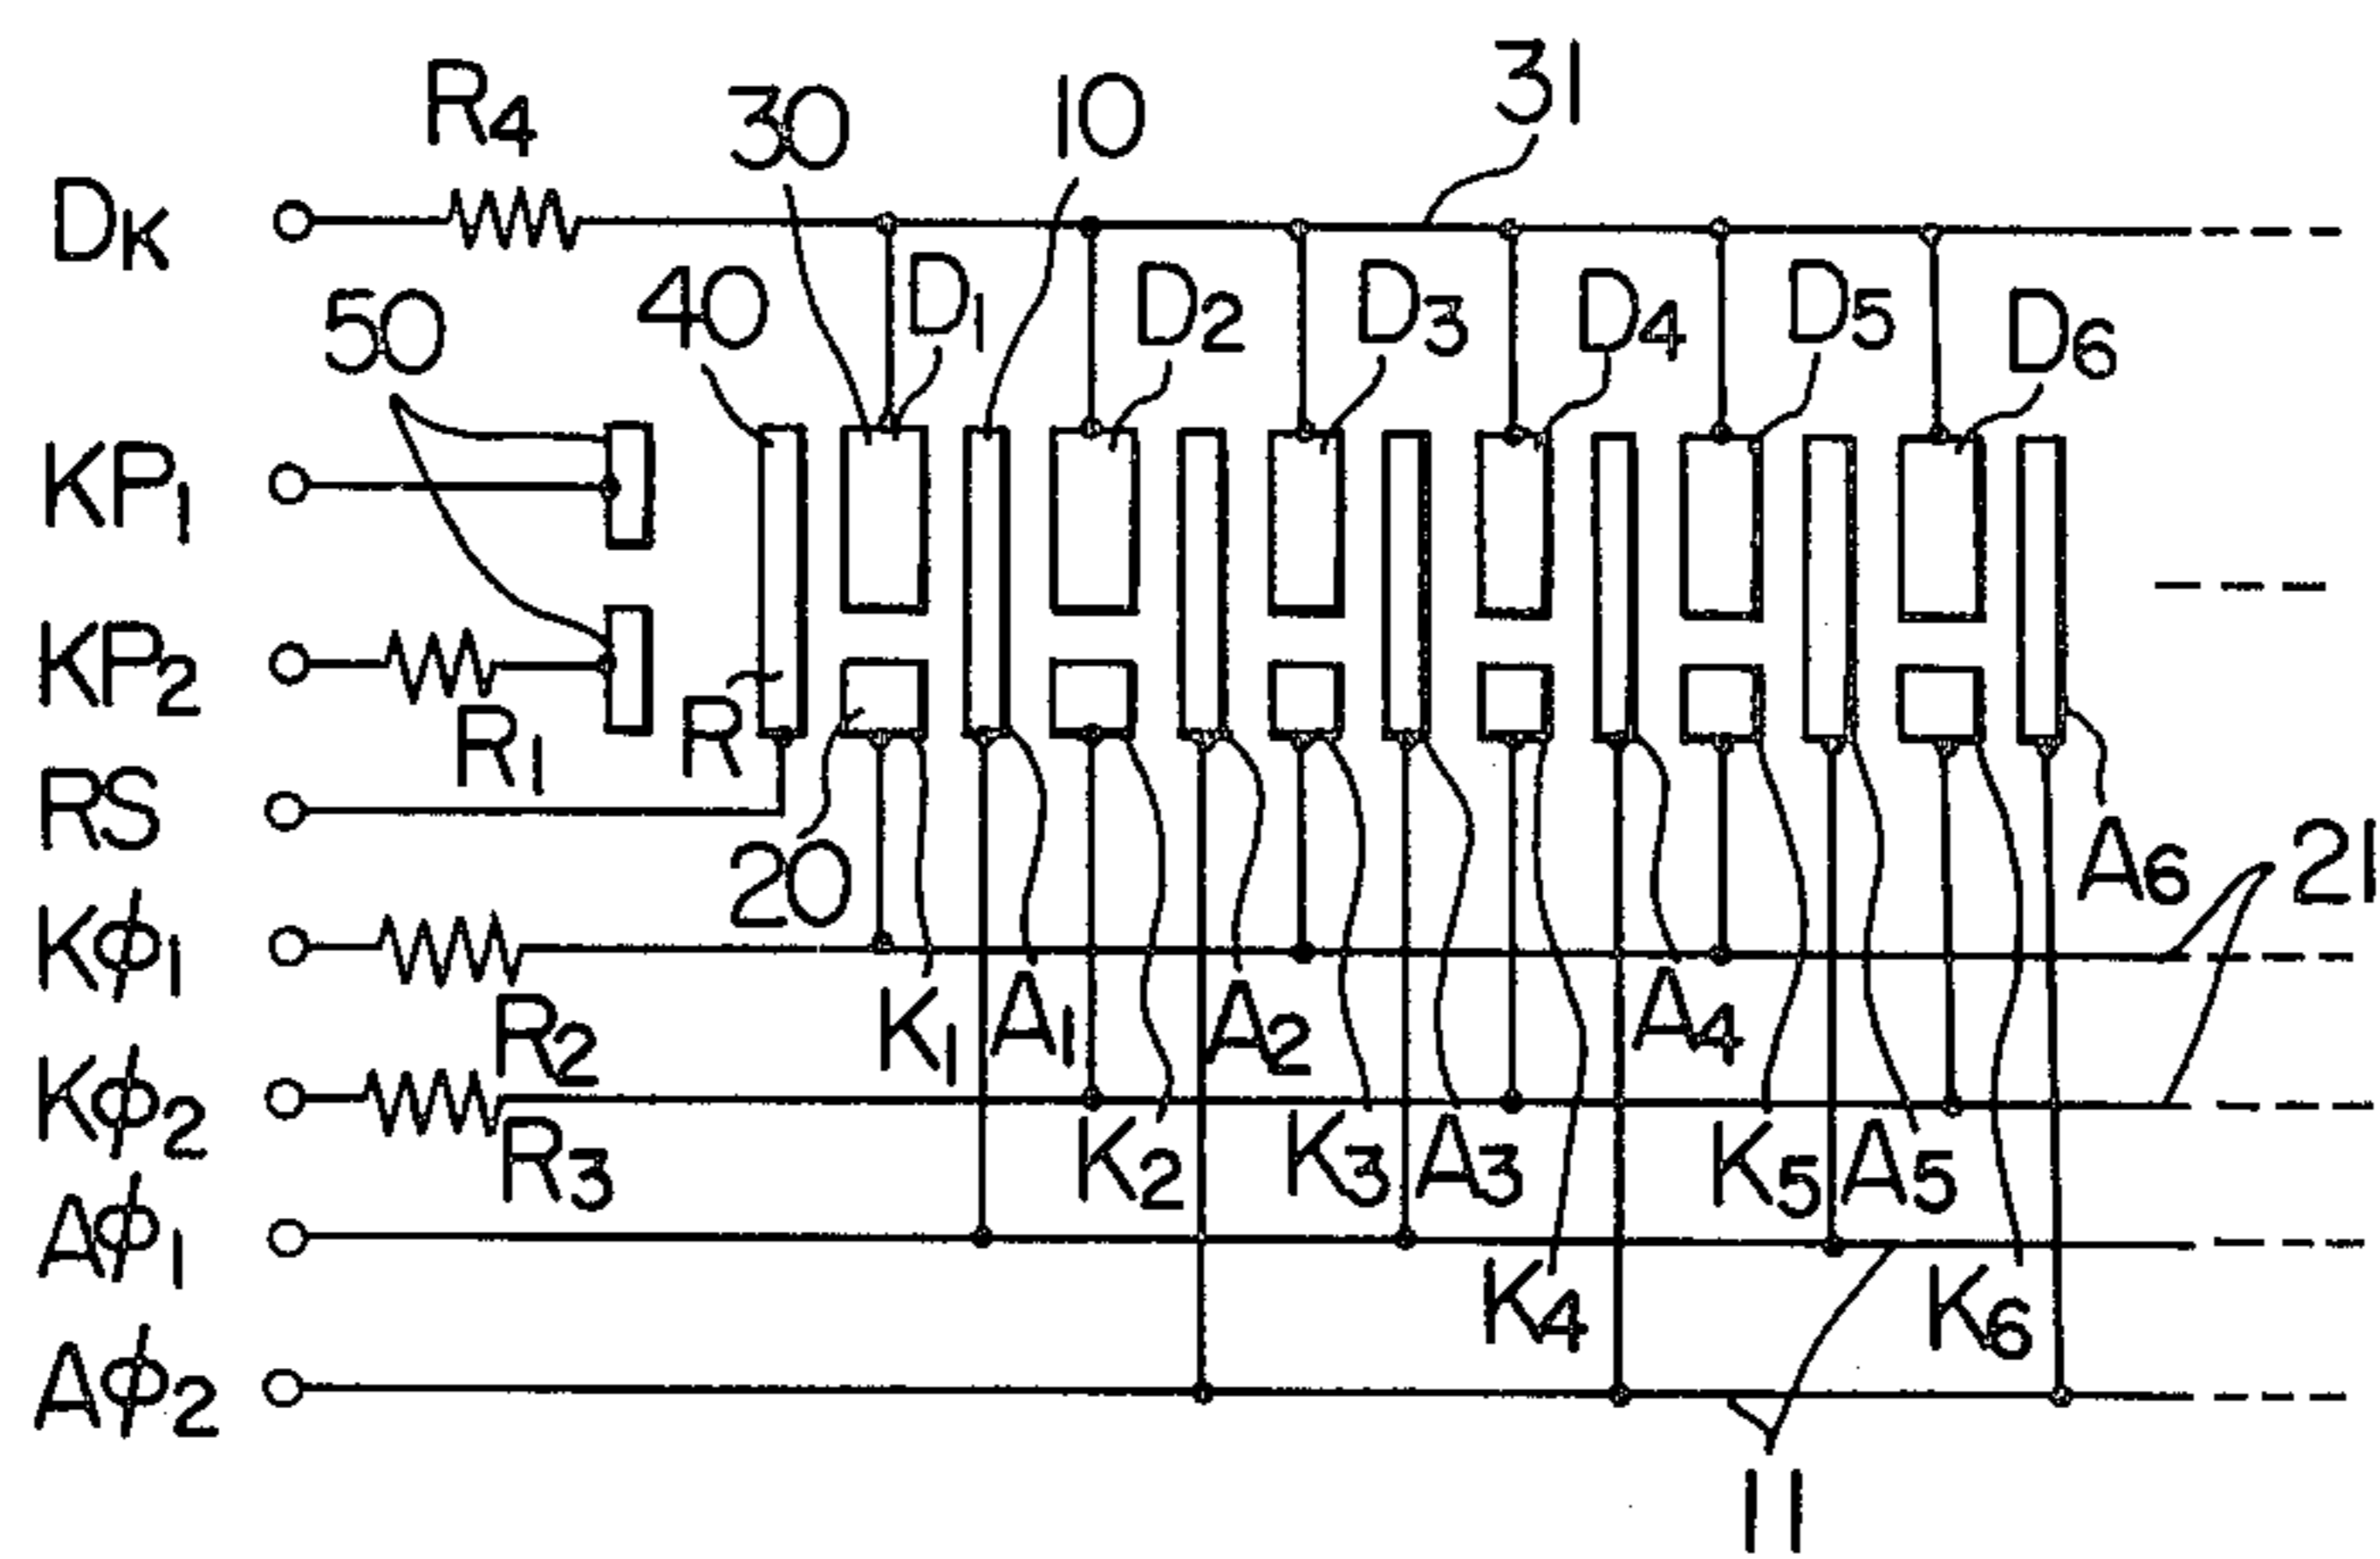 R4 30 10 31
DK
50 40 D1 D2 D3 D4 D5 D6
KP1
KP2
R1 R
RS
20 A6 21
Kφ1
R2 K1 A1 A2 A4
Kφ2
R3 K2 K3 A3 K5 A5
Aφ1
K4 K6
Aφ2
11